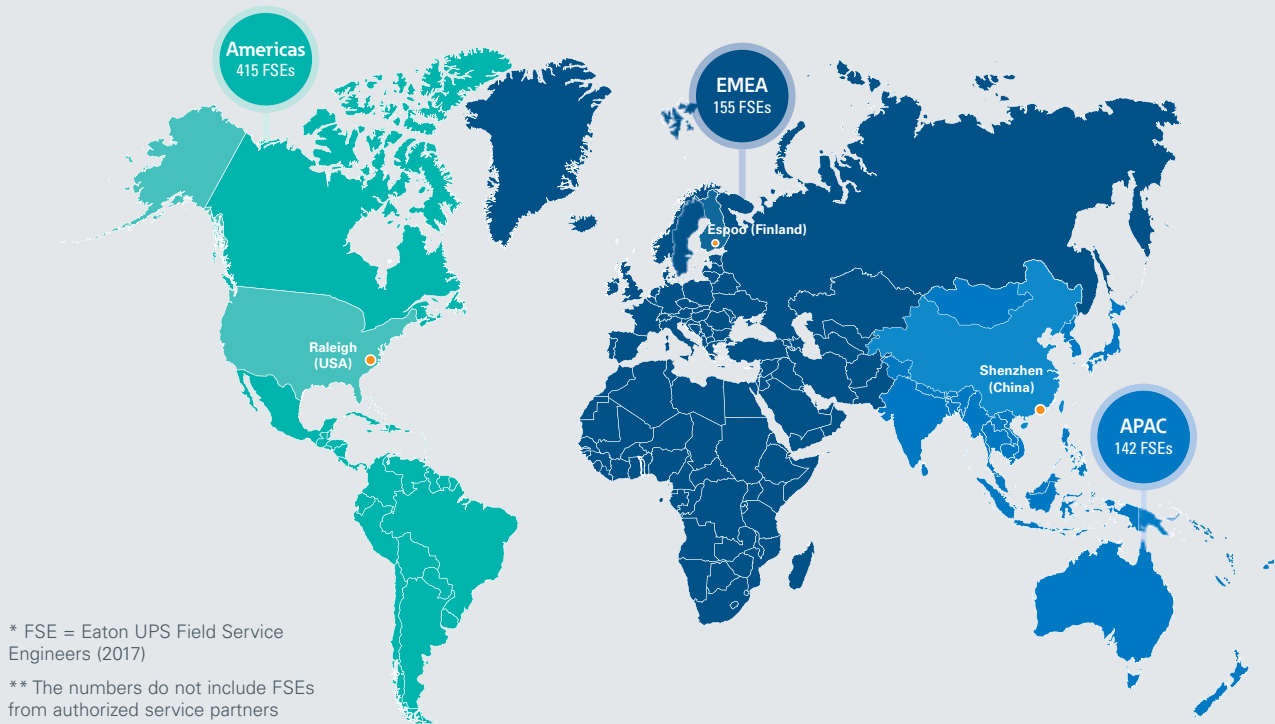 Americas
415 FSEs
EMEA
155 FSEs
Espoo (Finland)
Raleigh
(USA)
Shenzhen
(China)
APAC
142 FSEs
* FSE = Eaton UPS Field Service
Engineers (2017)
** The numbers do not include FSEs
from authorized service partners